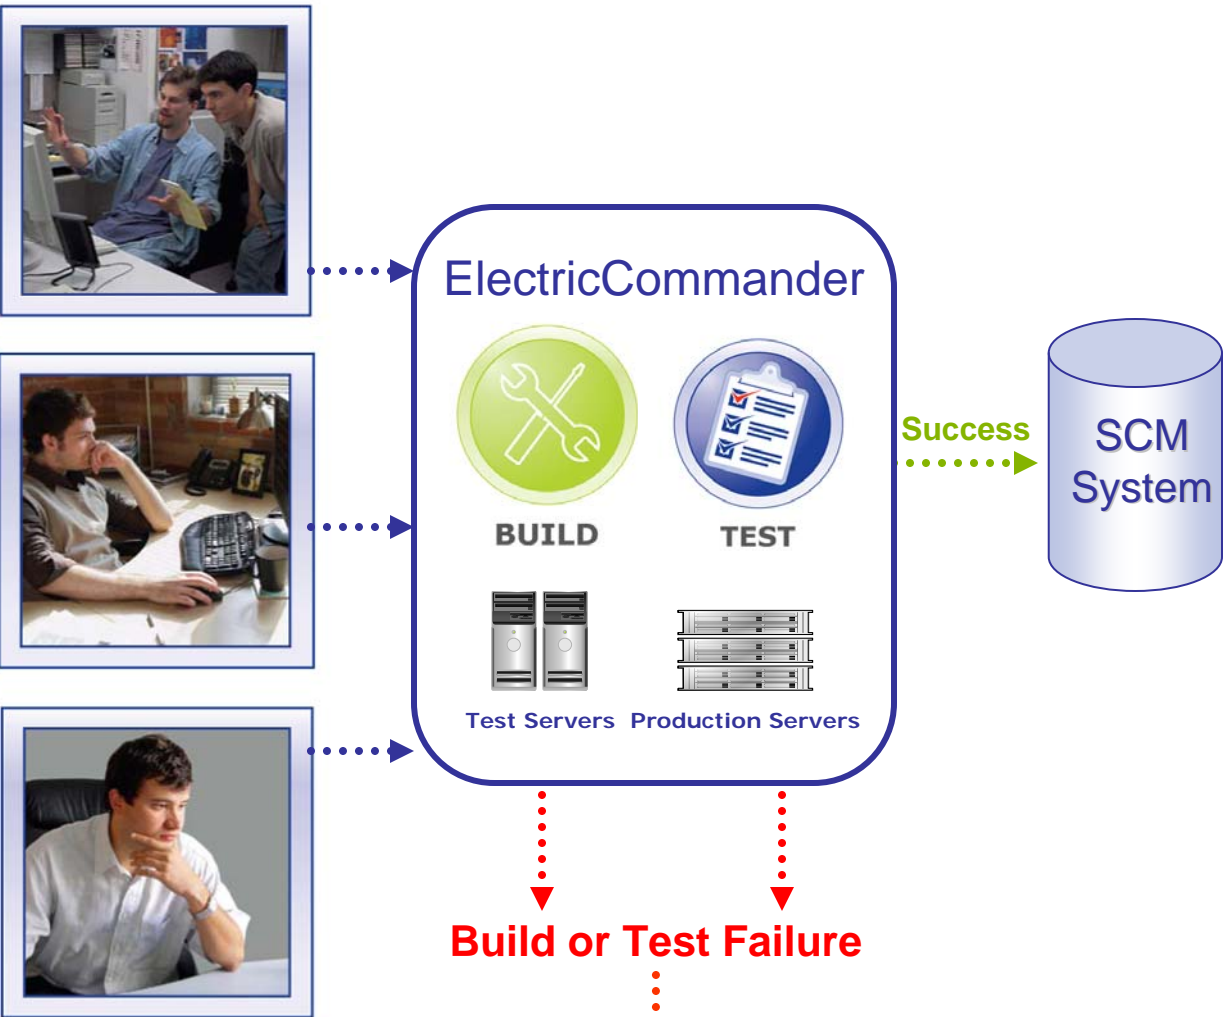 ElectricCommander
BUILD
TEST
Success
SCM
System
Test Servers
Production Servers
Build or Test Failure